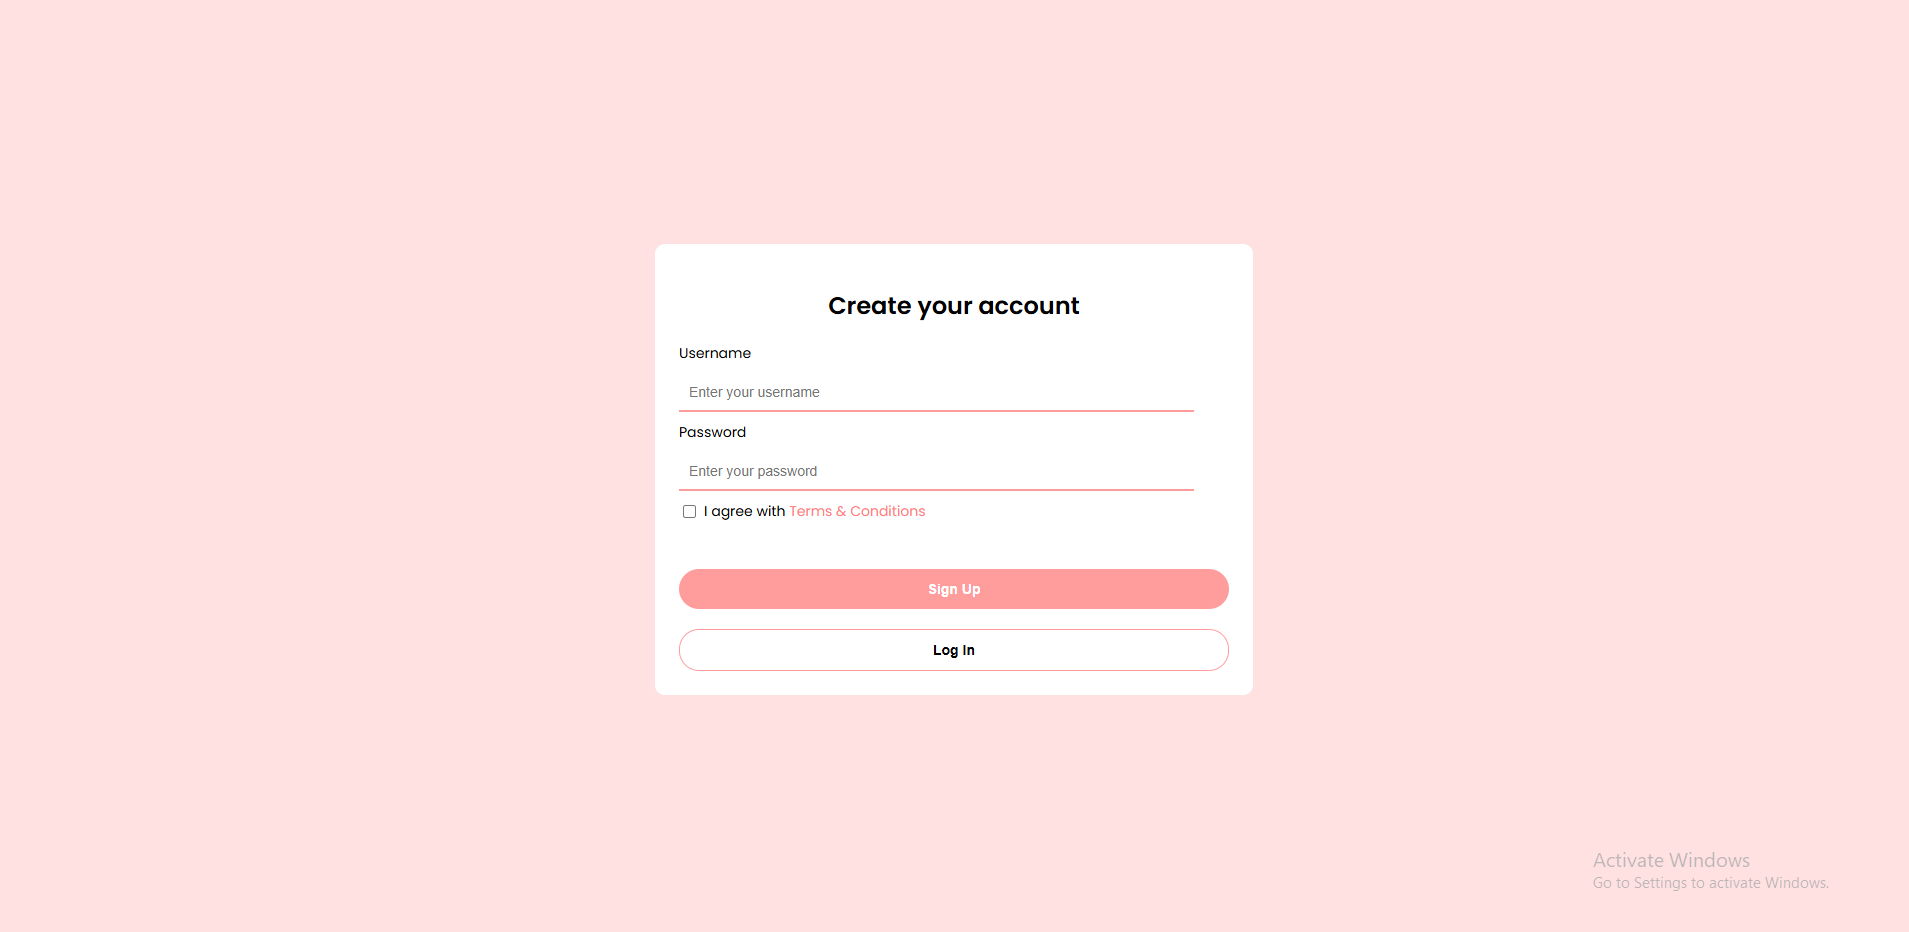 Create your account
Username
Enter your username
Password
Enter your password
I agree with Terms & Conditions
Sign Up
Log In
Activate Windows
Go to Settings to activate Windows.